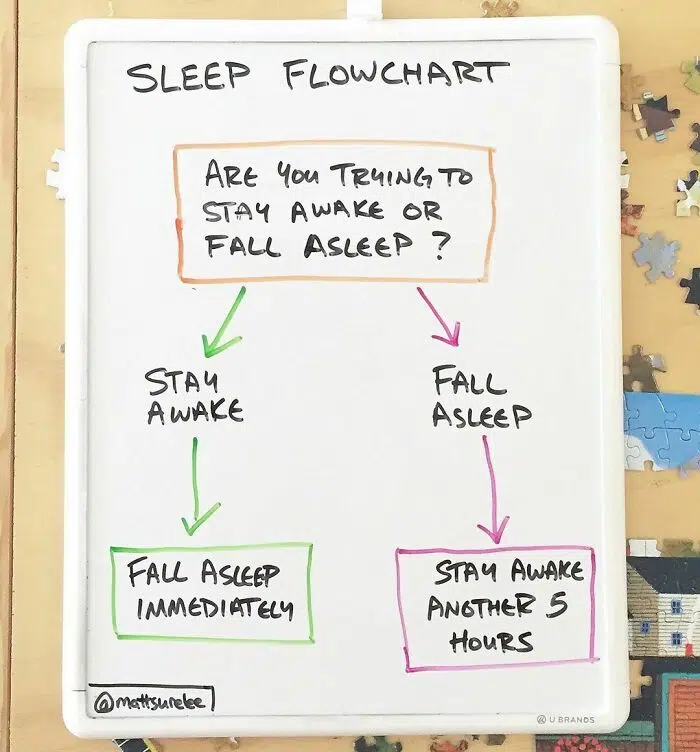 SLEEP FLOWCHART
ARE YOU TRYING TO
STAY AWAKE OR
FALL ASLEEP ?
STAY
AWAKE
FALL
ASLEEP
FALL ASLEEP
IMMEDIATELY
STAY AWAKE
ANOTHER 5
HOURS
@mattsurelee
U BRANDS